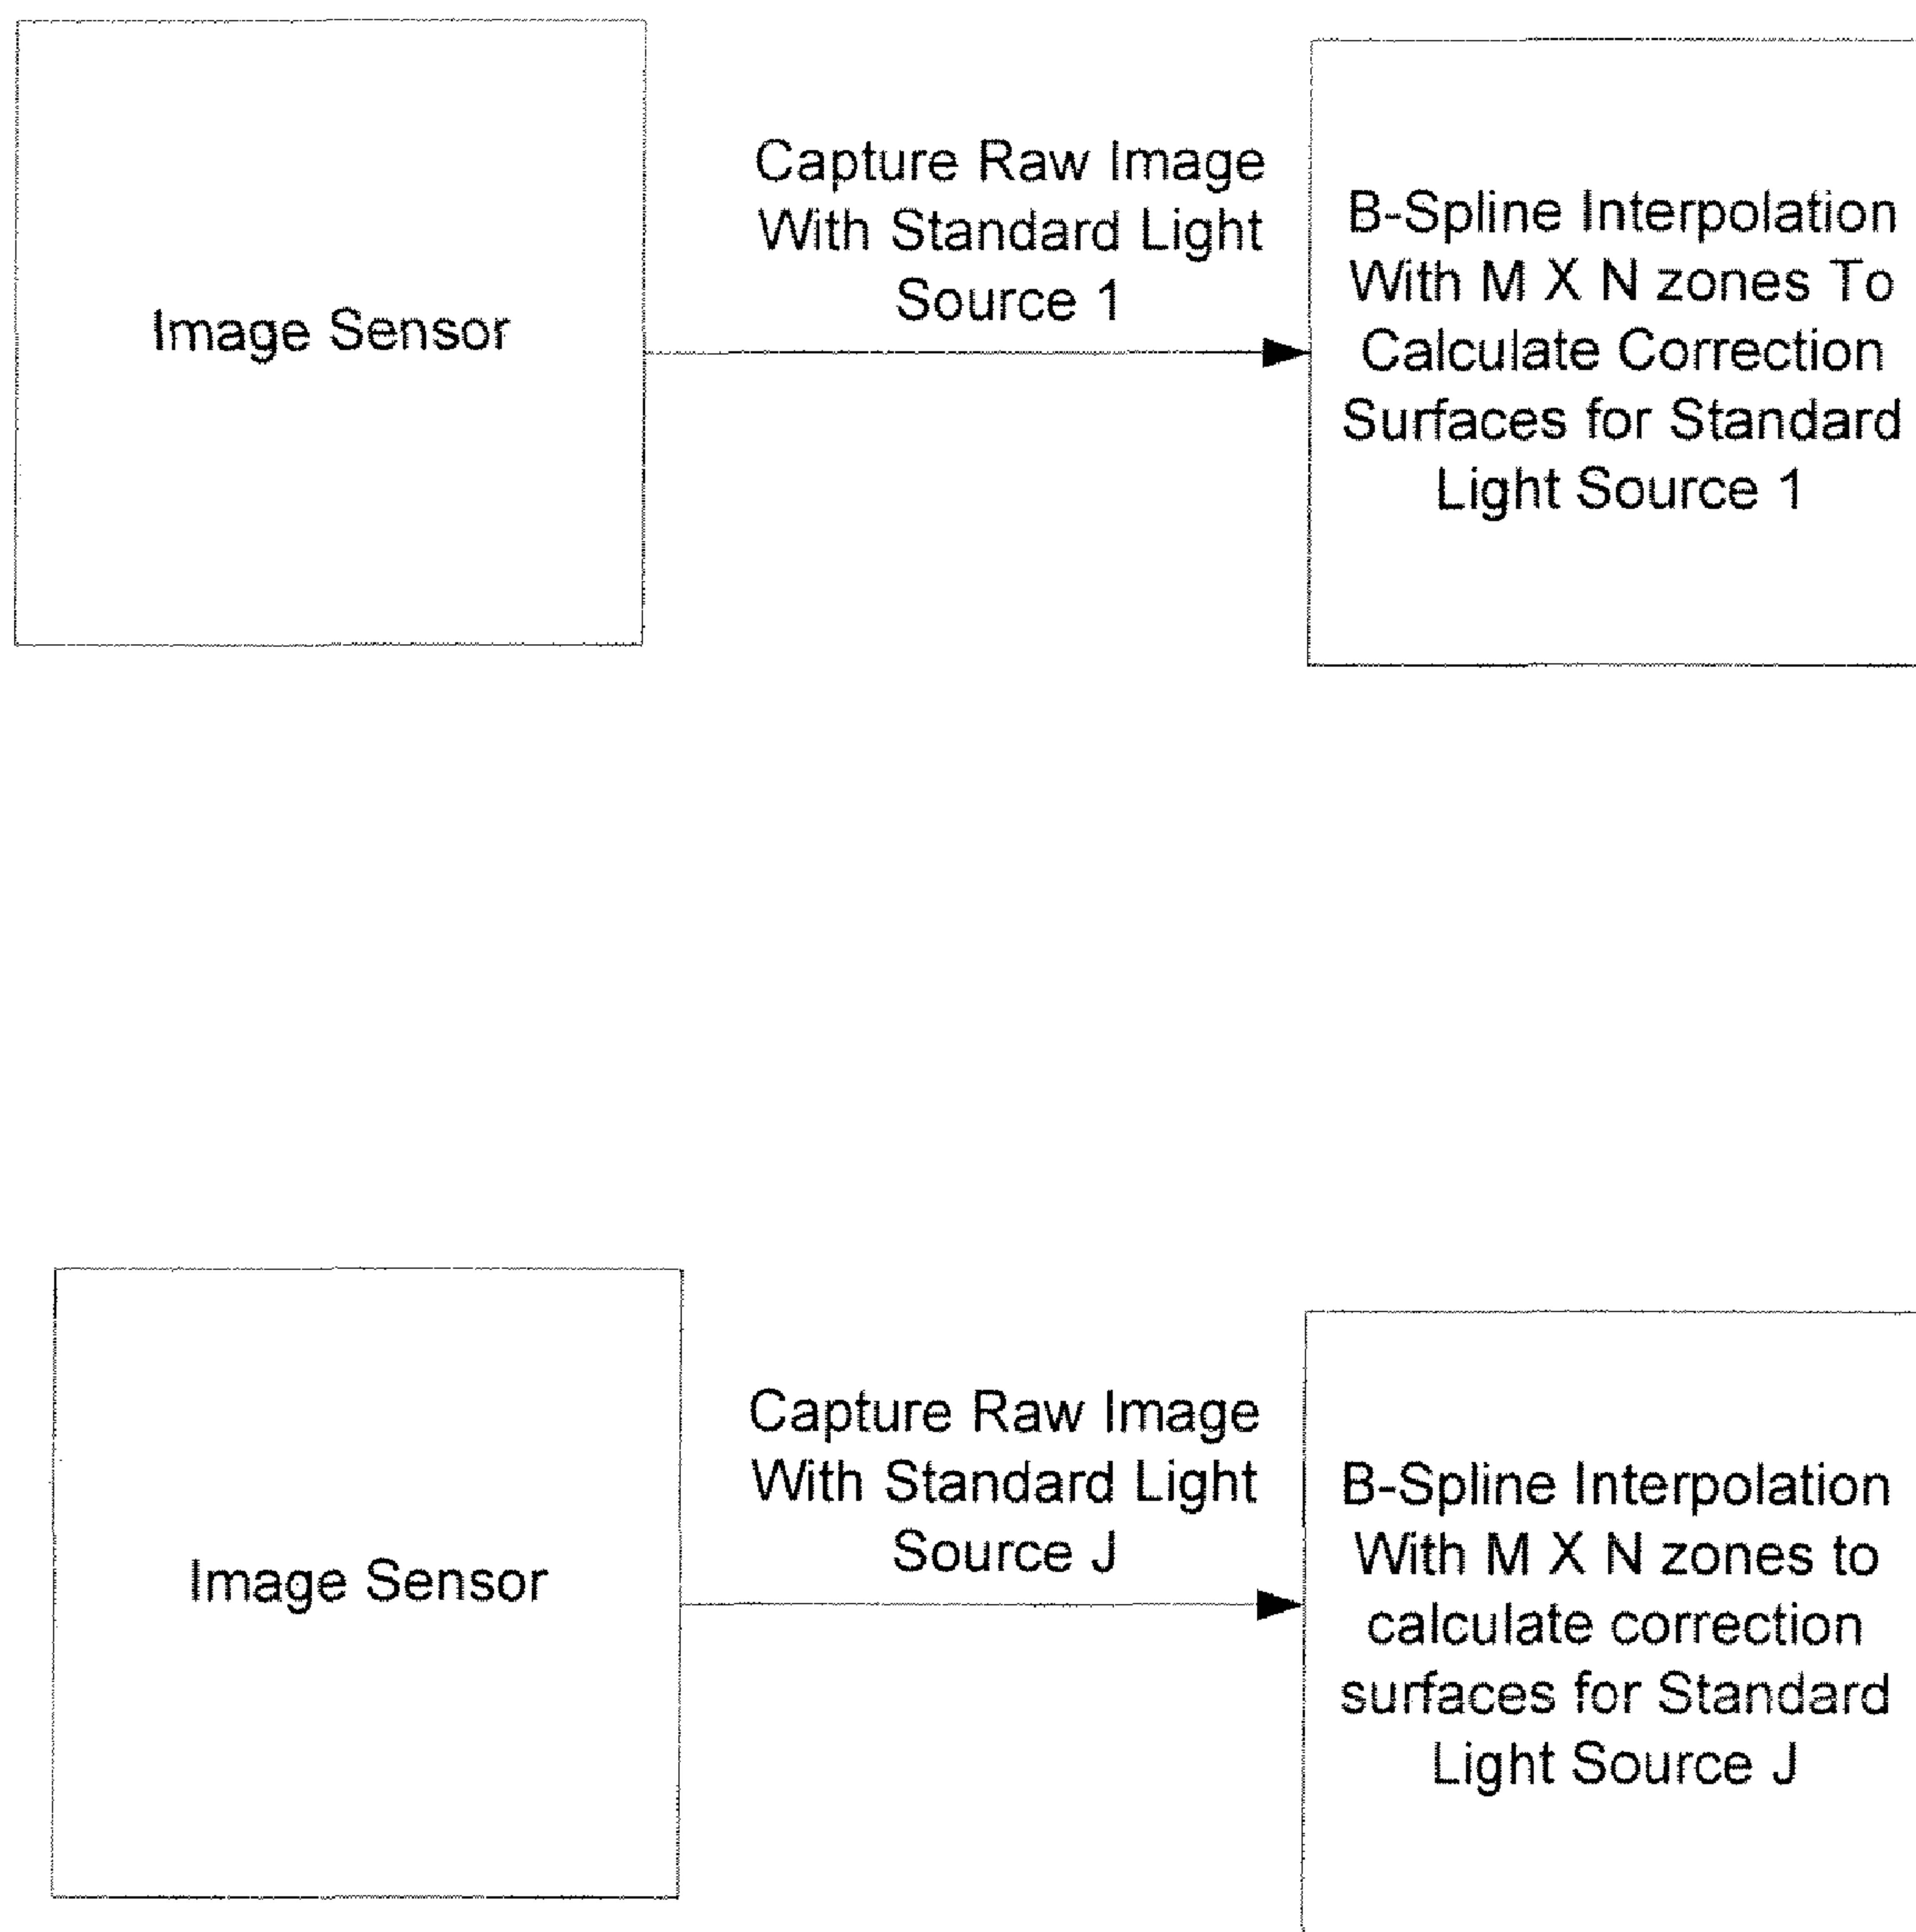 Image Sensor
Capture Raw Image
With Standard Light
Source 1
B-Spline Interpolation
With M X N zones To
Calculate Correction
Surfaces for Standard
Light Source 1
Image Sensor
Capture Raw Image
With Standard Light
Source J
B-Spline Interpolation
With M X N zones to
calculate correction
surfaces for Standard
Light Source J